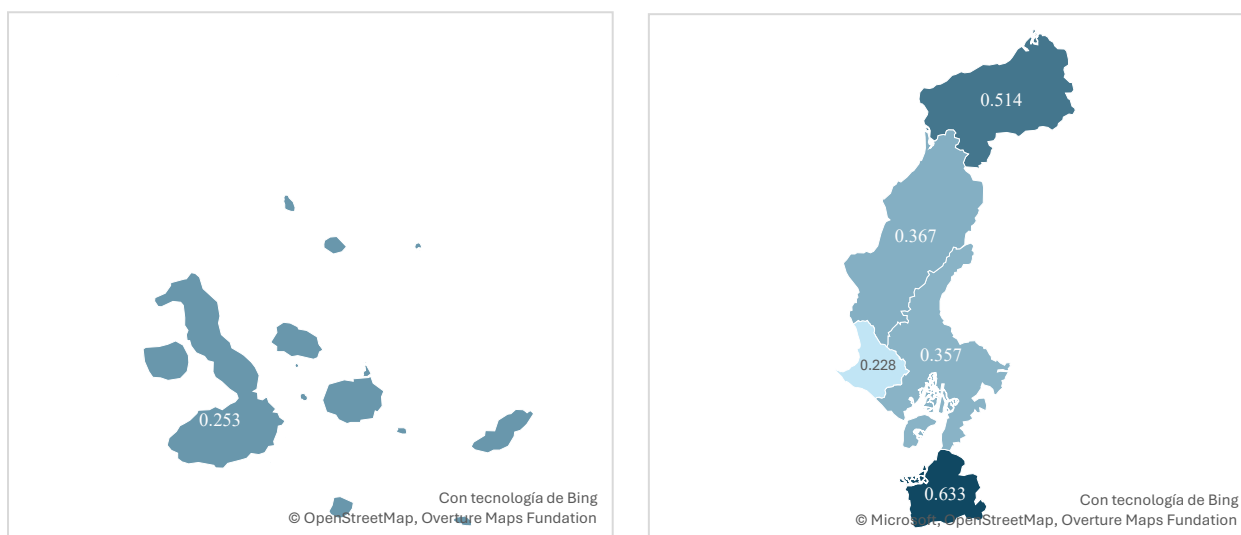 0.253
Con tecnología de Bing
© OpenStreetMap, Overture Maps Fundation
0.514
0.367
0.357
0.228
0.633
Con tecnología de Bing
© Microsoft, OpenStreetMap, Overture Maps Fundation